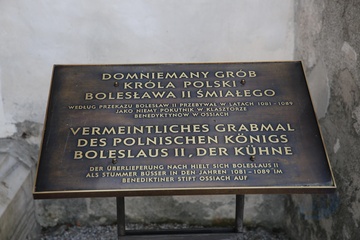 DOMNIEMANY GRÓB
KRÓLA POLSKI
BOLESŁAWA II ŚMIAŁEGO
WEDŁUG PRZEKAZU BOLESŁAW II PRZEBYWAŁ W LATACH 1081-1089
JAKO NIEMY POKUTNIK W KLASZTORZE
BENEDYKTYNÓW W OSSIACH
VERMEINTLICHES GRABMAL
DES POLNISCHEN KÖNIGS
BOLESLAUS II, DER KÜHNE
DER ÜBERLIEFERUNG NACH HIELT SICH BOLESLAUS II
ALS STUMMER BÜSSER IN DEN JAHREN 1081-1089 IM
BENEDIKTINER STIFT OSSIACH AUF